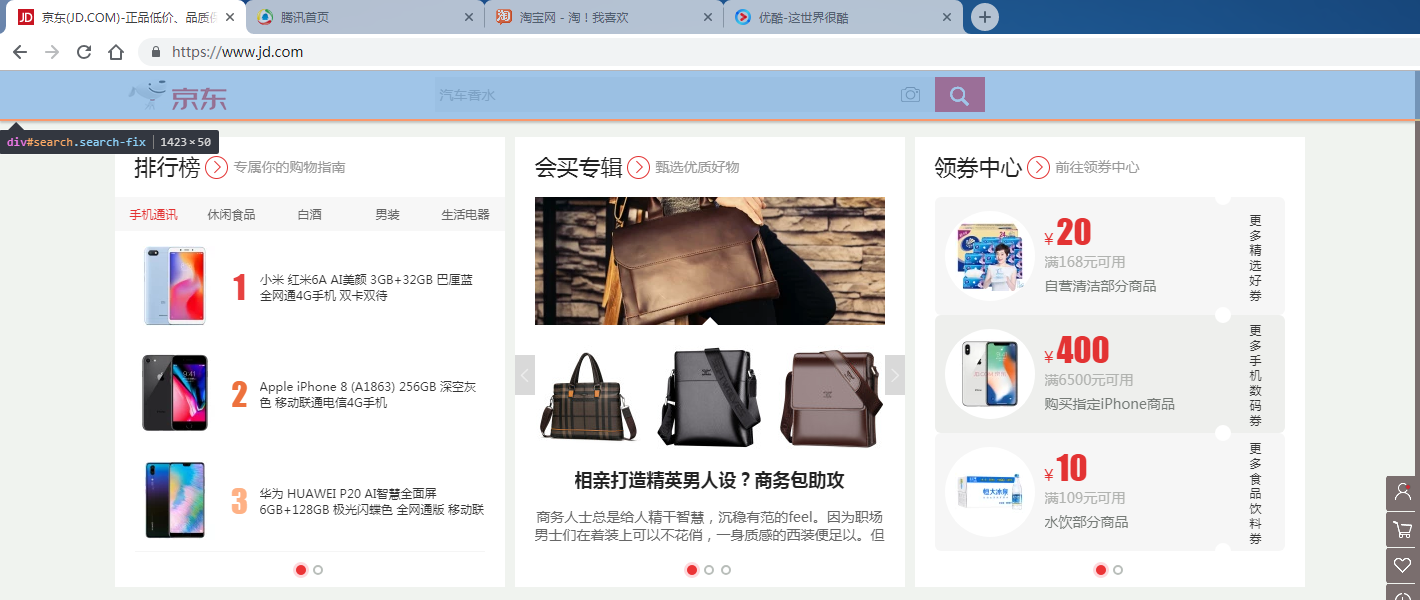 JD 京东(JD.COM)-正品低价、品质
腾讯首页
淘宝网 - 淘！我喜欢
优酷-这世界很酷
https://www.jd.com
京东
汽车香水
div#search.search-fix | 1423×50
排行榜 专属你的购物指南
手机通讯 休闲食品 白酒 男装 生活电器
1 小米 红米6A AI美颜 3GB+32GB 巴厘蓝
全网通4G手机 双卡双待
2 Apple iPhone 8 (A1863) 256GB 深空灰
色 移动联通电信4G手机
3 华为 HUAWEI P20 AI智慧全面屏
6GB+128GB 极光闪蝶色 全网通版 移动联
会买专辑 甄选优质好物
相亲打造精英男人设？商务包助攻
商务人士总是给人精干智慧，沉稳有范的feel。因为职场
男士们在着装上可以不花俏，一身质感的西装便足以。但
领券中心 前往领券中心
¥20
满168元可用
自营清洁部分商品
更多精选好券
¥400
满6500元可用
购买指定iPhone商品
更多手机数码券
¥10
满109元可用
水饮部分商品
更多食品饮料券
恒大冰泉